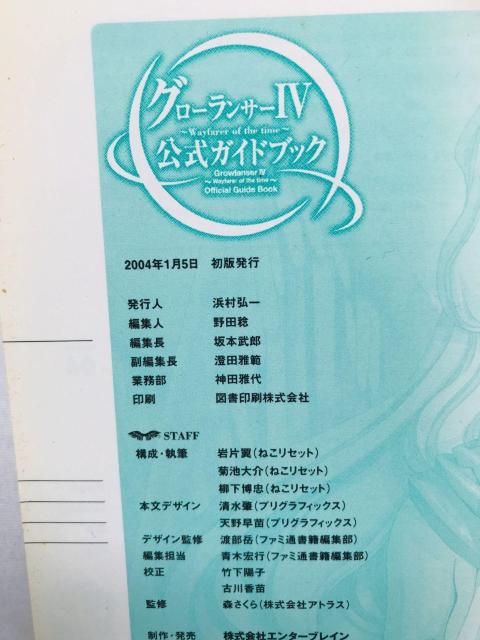 グローランサーIV
～Wayfarer of the time～
公式ガイドブック
Growlanser IV
～Wayfarer of the time～
Official Guide Book
2004年1月5日 初版発行
発行人 浜村弘一
編集人 野田稔
編集長 坂本武郎
副編集長 澄田雅範
業務部 神田雅代
印刷 図書印刷株式会社
STAFF
構成・執筆 岩片翼(ねこリセット)
菊池大介(ねこリセット)
柳下博忠(ねこリセット)
本文デザイン 清水肇(プリグラフィックス)
天野早苗(プリグラフィックス)
デザイン監修 渡部岳(ファミ通書籍編集部)
編集担当 青木宏行(ファミ通書籍編集部)
校正 竹下陽子
古川香苗
監修 森さくら(株式会社アトラス)
制作・発売 株式会社エンターブレイン